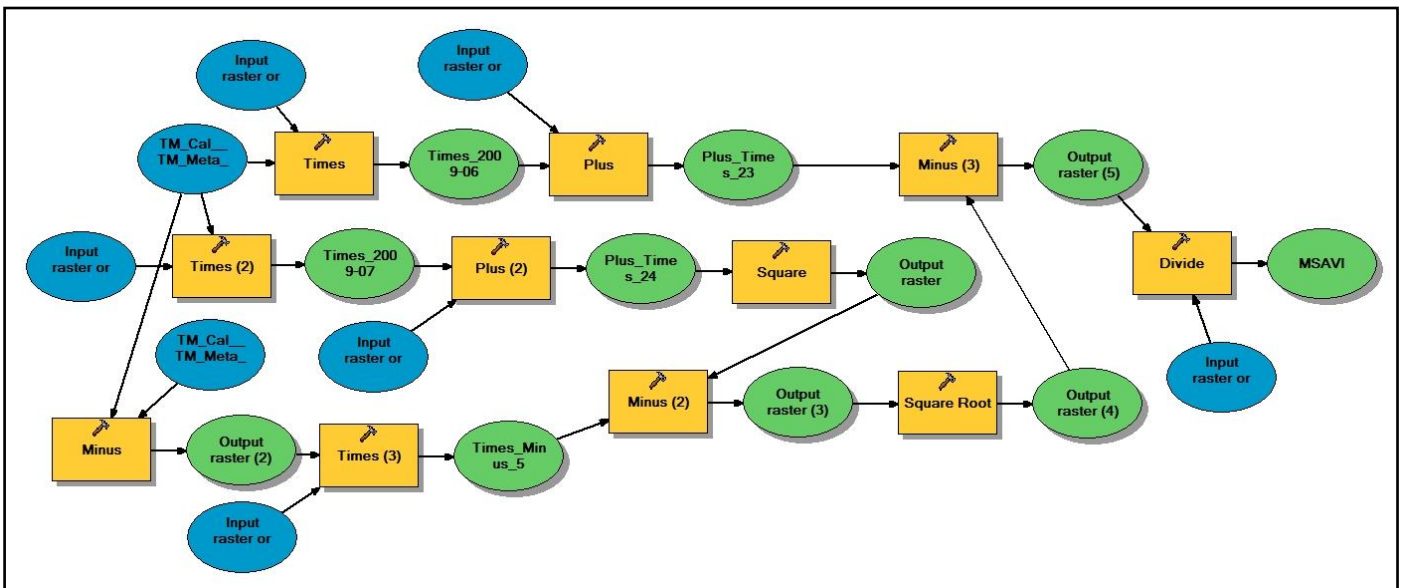 Input
raster or
Input
raster or
TM_Cal__
TM_Meta_
Times
Times_200
9-06
Plus
Plus_Time
s_23
Minus (3)
Output
raster (5)
Input
raster or
Times (2)
Times_200
9-07
Plus (2)
Plus_Time
s_24
Square
Output
raster
Divide
MSAVI
TM_Cal__
TM_Meta_
Input
raster or
Input
raster or
Minus
Output
raster (2)
Times (3)
Times_Min
us_5
Minus (2)
Output
raster (3)
Square Root
Output
raster (4)
Input
raster or